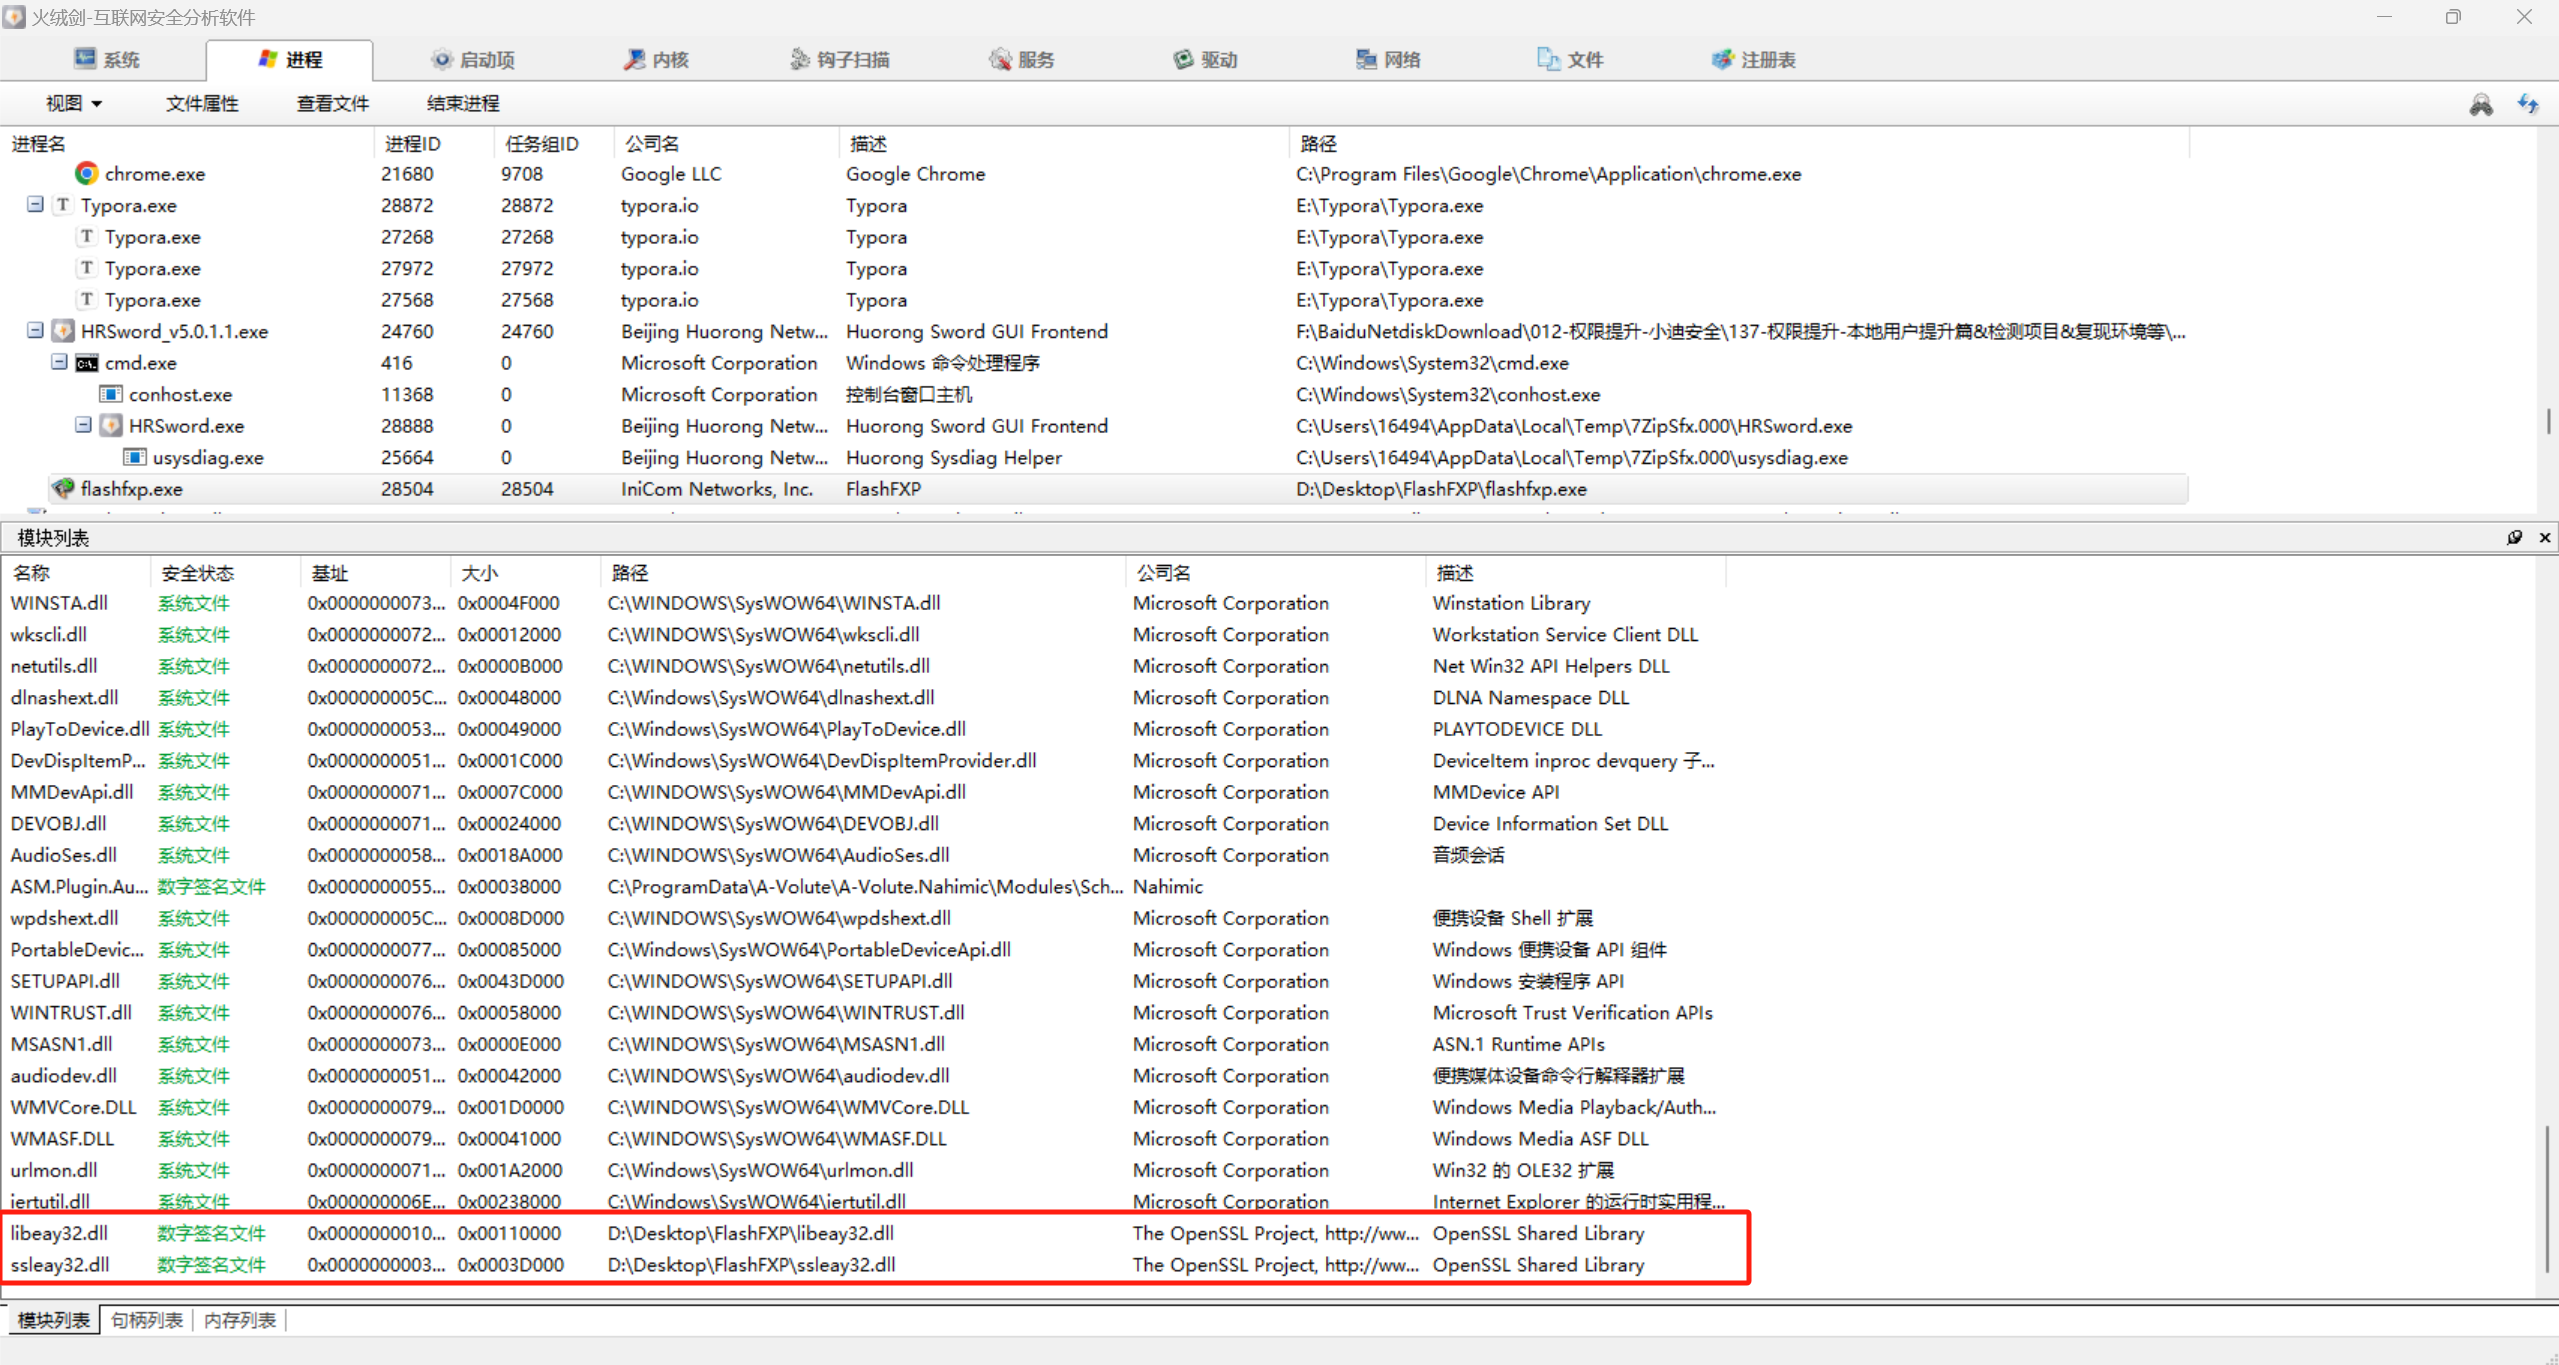 火绒剑-互联网安全分析软件
系统 进程 启动项 内核 钩子扫描 服务 驱动 网络 文件 注册表
视图 文件属性 查看文件 结束进程
进程名 进程ID 任务组ID 公司名 描述 路径
chrome.exe 21680 9708 Google LLC Google Chrome C:\Program Files\Google\Chrome\Application\chrome.exe
Typora.exe 28872 28872 typora.io Typora E:\Typora\Typora.exe
Typora.exe 27268 27268 typora.io Typora E:\Typora\Typora.exe
Typora.exe 27972 27972 typora.io Typora E:\Typora\Typora.exe
Typora.exe 27568 27568 typora.io Typora E:\Typora\Typora.exe
HRSword_v5.0.1.1.exe 24760 24760 Beijing Huorong Netw... Huorong Sword GUI Frontend F:\BaiduNetdiskDownload\012-权限提升-小迪安全\137-权限提升-本地用户提升篇&检测项目&复现环境等\...
cmd.exe 416 0 Microsoft Corporation Windows 命令处理程序 C:\Windows\System32\cmd.exe
conhost.exe 11368 0 Microsoft Corporation 控制台窗口主机 C:\Windows\System32\conhost.exe
HRSword.exe 28888 0 Beijing Huorong Netw... Huorong Sword GUI Frontend C:\Users\16494\AppData\Local\Temp\7ZipSfx.000\HRSword.exe
usysdiag.exe 25664 0 Beijing Huorong Netw... Huorong Sysdiag Helper C:\Users\16494\AppData\Local\Temp\7ZipSfx.000\usysdiag.exe
flashfxp.exe 28504 28504 IniCom Networks, Inc. FlashFXP D:\Desktop\FlashFXP\flashfxp.exe
模块列表
名称 安全状态 基址 大小 路径 公司名 描述
WINSTA.dll 系统文件 0x0000000073... 0x0004F000 C:\WINDOWS\SysWOW64\WINSTA.dll Microsoft Corporation Winstation Library
wkscli.dll 系统文件 0x0000000072... 0x00012000 C:\WINDOWS\SysWOW64\wkscli.dll Microsoft Corporation Workstation Service Client DLL
netutils.dll 系统文件 0x0000000072... 0x0000B000 C:\WINDOWS\SysWOW64\netutils.dll Microsoft Corporation Net Win32 API Helpers DLL
dlnashext.dll 系统文件 0x000000005C... 0x00048000 C:\Windows\SysWOW64\dlnashext.dll Microsoft Corporation DLNA Namespace DLL
PlayToDevice.dll 系统文件 0x0000000053... 0x00049000 C:\Windows\SysWOW64\PlayToDevice.dll Microsoft Corporation PLAYTODEVICE DLL
DevDispItemP... 系统文件 0x0000000051... 0x0001C000 C:\Windows\SysWOW64\DevDispItemProvider.dll Microsoft Corporation DeviceItem inproc devquery 子...
MMDevApi.dll 系统文件 0x0000000071... 0x0007C000 C:\WINDOWS\SysWOW64\MMDevApi.dll Microsoft Corporation MMDevice API
DEVOBJ.dll 系统文件 0x0000000071... 0x00024000 C:\WINDOWS\SysWOW64\DEVOBJ.dll Microsoft Corporation Device Information Set DLL
AudioSes.dll 系统文件 0x0000000058... 0x0018A000 C:\WINDOWS\SysWOW64\AudioSes.dll Microsoft Corporation 音频会话
ASM.Plugin.Au... 数字签名文件 0x0000000055... 0x00038000 C:\ProgramData\A-Volute\A-Volute.Nahimic\Modules\Sch... Nahimic
wpdshext.dll 系统文件 0x000000005C... 0x0008D000 C:\WINDOWS\SysWOW64\wpdshext.dll Microsoft Corporation 便携设备 Shell 扩展
PortableDevic... 系统文件 0x0000000077... 0x00085000 C:\Windows\SysWOW64\PortableDeviceApi.dll Microsoft Corporation Windows 便携设备 API 组件
SETUPAPI.dll 系统文件 0x0000000076... 0x0043D000 C:\WINDOWS\SysWOW64\SETUPAPI.dll Microsoft Corporation Windows 安装程序 API
WINTRUST.dll 系统文件 0x0000000076... 0x00058000 C:\WINDOWS\SysWOW64\WINTRUST.dll Microsoft Corporation Microsoft Trust Verification APIs
MSASN1.dll 系统文件 0x0000000073... 0x0000E000 C:\WINDOWS\SysWOW64\MSASN1.dll Microsoft Corporation ASN.1 Runtime APIs
audiodev.dll 系统文件 0x0000000051... 0x00042000 C:\WINDOWS\SysWOW64\audiodev.dll Microsoft Corporation 便携媒体设备命令行解释器扩展
WMVCore.DLL 系统文件 0x0000000079... 0x001D0000 C:\WINDOWS\SysWOW64\WMVCore.DLL Microsoft Corporation Windows Media Playback/Auth...
WMASF.DLL 系统文件 0x0000000079... 0x00041000 C:\WINDOWS\SysWOW64\WMASF.DLL Microsoft Corporation Windows Media ASF DLL
urlmon.dll 系统文件 0x0000000071... 0x001A2000 C:\Windows\SysWOW64\urlmon.dll Microsoft Corporation Win32 的 OLE32 扩展
iertutil.dll 系统文件 0x000000006E... 0x00238000 C:\Windows\SysWOW64\iertutil.dll Microsoft Corporation Internet Explorer 的运行时实用程...
libeay32.dll 数字签名文件 0x0000000010... 0x00110000 D:\Desktop\FlashFXP\libeay32.dll The OpenSSL Project, http://ww... OpenSSL Shared Library
ssleay32.dll 数字签名文件 0x0000000003... 0x0003D000 D:\Desktop\FlashFXP\ssleay32.dll The OpenSSL Project, http://ww... OpenSSL Shared Library
模块列表 句柄列表 内存列表